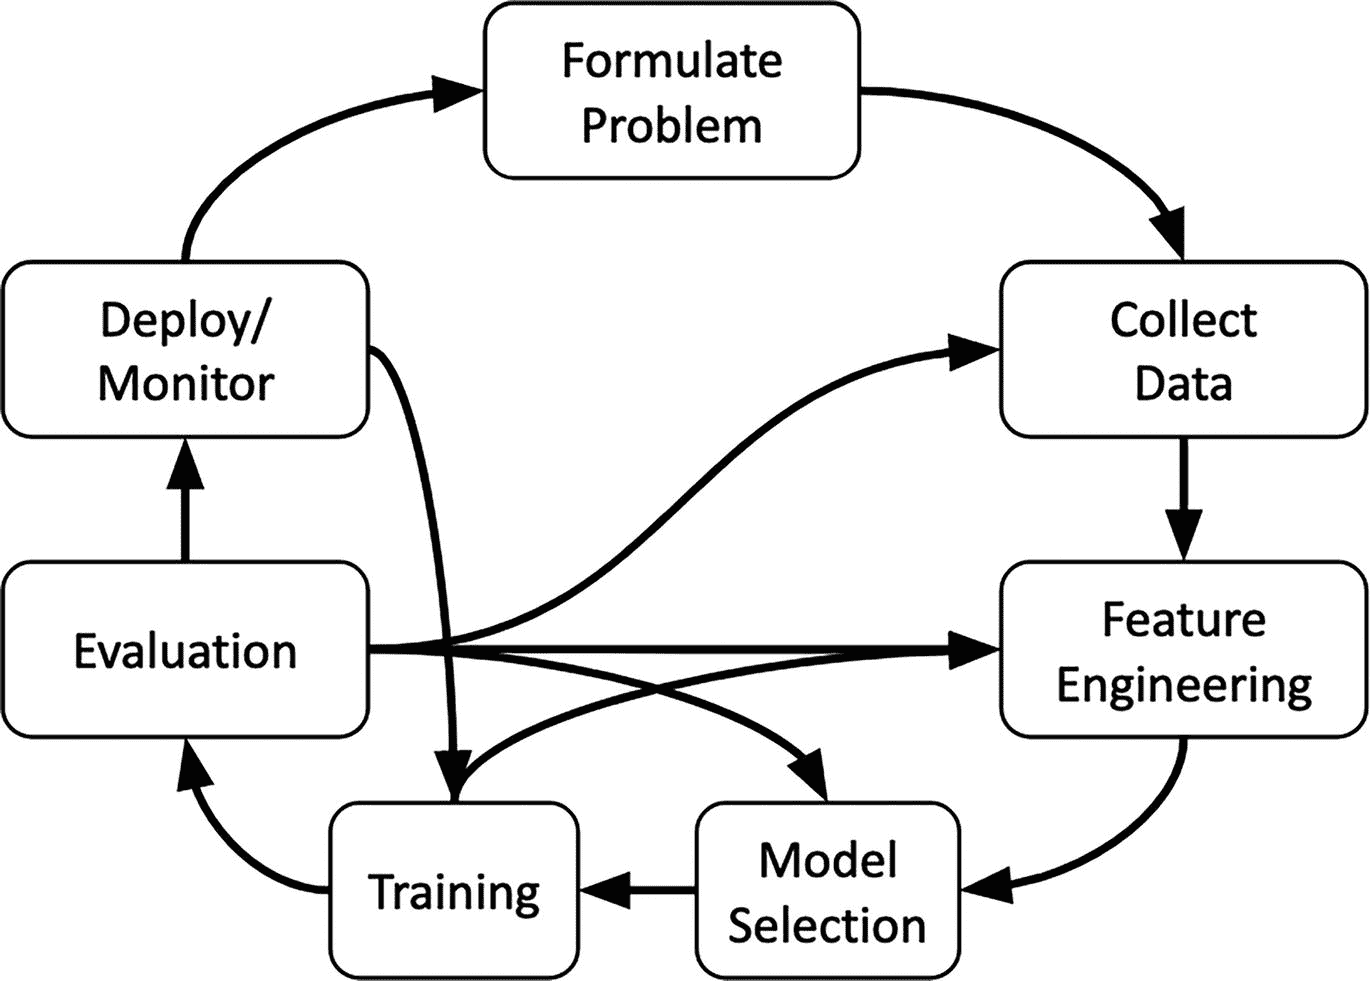 Formulate
Problem
Collect
Data
Feature
Engineering
Model
Selection
Training
Evaluation
Deploy/
Monitor